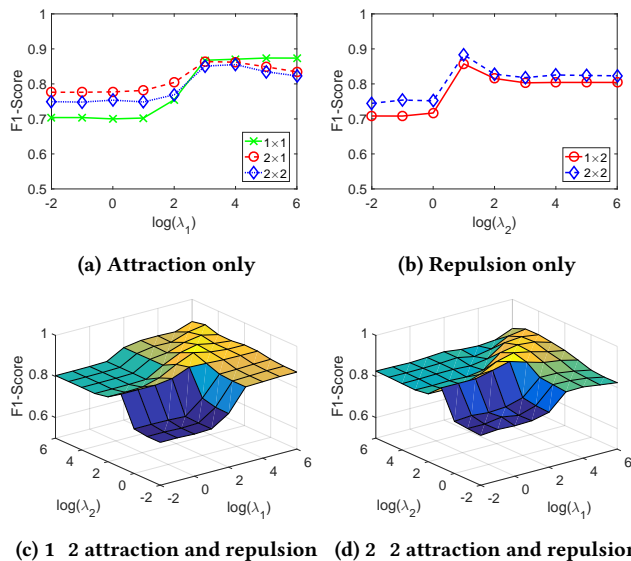 1
0.9
0.8
0.7
0.6
0.5
F1-Score
-2 0 2 4 6
log(λ₁)
1×1
2×1
2×2
(a) Attraction only
1
0.9
0.8
0.7
0.6
0.5
F1-Score
-2 0 2 4 6
log(λ₂)
1×2
2×2
(b) Repulsion only
1
0.8
0.6
F1-Score
6 4 2 0 -2
log(λ₂)
-2 0 2 4 6
log(λ₁)
(c) 1 2 attraction and repulsion
1
0.8
0.6
F1-Score
6 4 2 0 -2
log(λ₂)
-2 0 2 4 6
log(λ₁)
(d) 2 2 attraction and repulsion